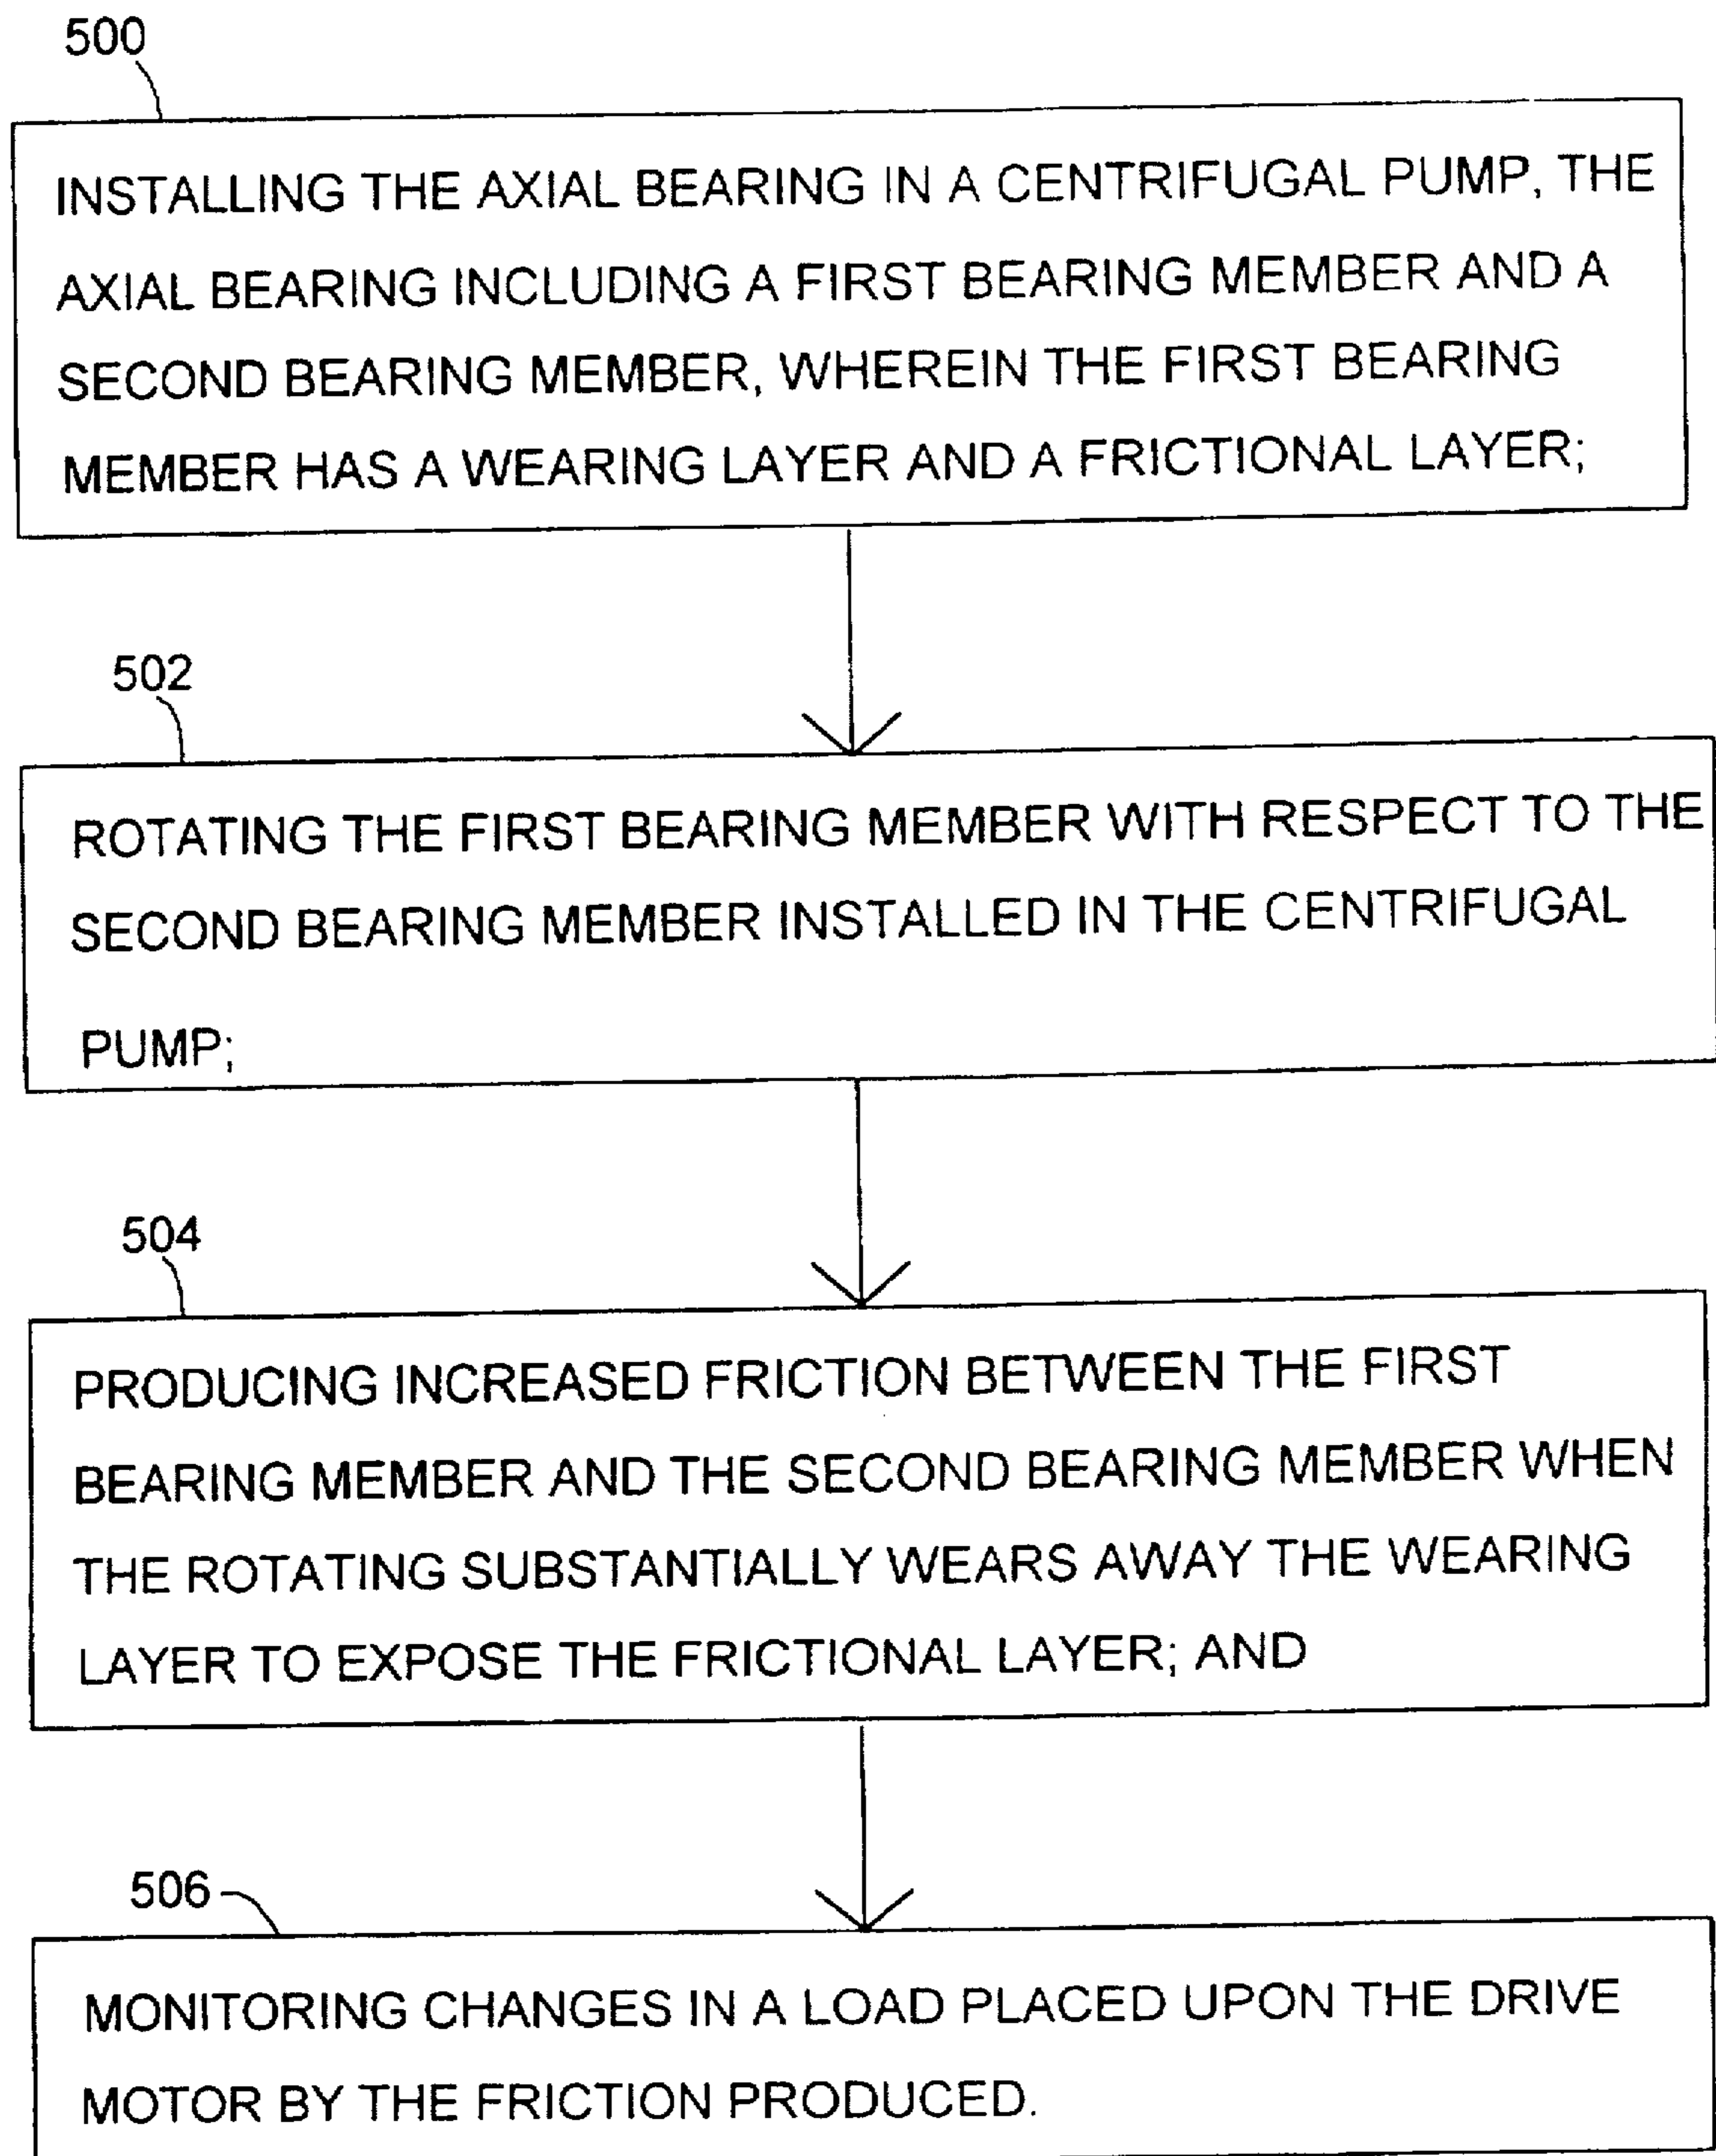 500
INSTALLING THE AXIAL BEARING IN A CENTRIFUGAL PUMP, THE
AXIAL BEARING INCLUDING A FIRST BEARING MEMBER AND A
SECOND BEARING MEMBER, WHEREIN THE FIRST BEARING
MEMBER HAS A WEARING LAYER AND A FRICTIONAL LAYER;
502
ROTATING THE FIRST BEARING MEMBER WITH RESPECT TO THE
SECOND BEARING MEMBER INSTALLED IN THE CENTRIFUGAL
PUMP;
504
PRODUCING INCREASED FRICTION BETWEEN THE FIRST
BEARING MEMBER AND THE SECOND BEARING MEMBER WHEN
THE ROTATING SUBSTANTIALLY WEARS AWAY THE WEARING
LAYER TO EXPOSE THE FRICTIONAL LAYER; AND
506
MONITORING CHANGES IN A LOAD PLACED UPON THE DRIVE
MOTOR BY THE FRICTION PRODUCED.